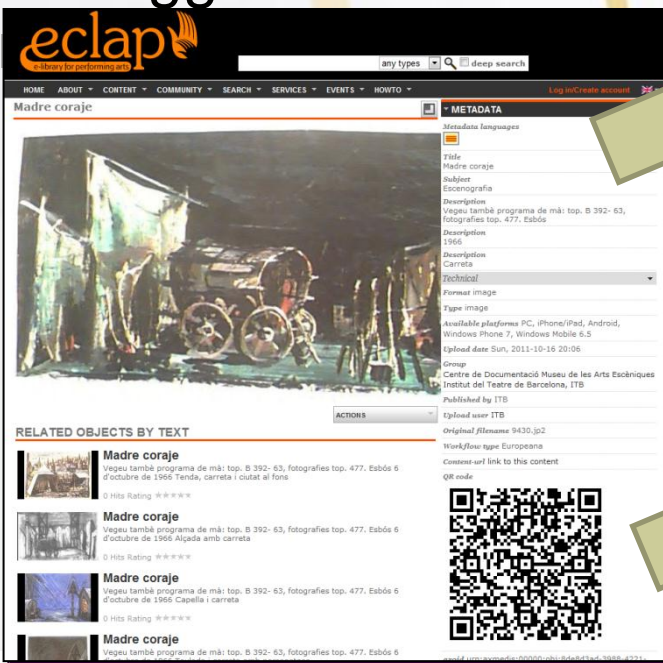 gg
eclap
e-library for performing arts
any types
deep search
HOME ABOUT CONTENT COMMUNITY SEARCH SERVICES EVENTS HOWTO
Log in/Create account
Madre coraje
ACTIONS
RELATED OBJECTS BY TEXT
Madre coraje
Vegeu també programa de mà: top. B 392- 63, fotografies top. 477. Esbós 6
d'octubre de 1966 Tenda, carreta i ciutat al fons
0 Hits Rating
Madre coraje
Vegeu també programa de mà: top. B 392- 63, fotografies top. 477. Esbós 6
d'octubre de 1966 Alçada amb carreta
0 Hits Rating
Madre coraje
Vegeu també programa de mà: top. B 392- 63, fotografies top. 477. Esbós 6
d'octubre de 1966 Capella i carreta
0 Hits Rating
Madre coraje
Vegeu també programa de mà: top. B 392- 63, fotografies top. 477. Esbós 6
METADATA
Metadata languages
Title
Madre coraje
Subject
Escenografia
Description
Vegeu també programa de mà: top. B 392- 63,
fotografies top. 477. Esbós
Description
1966
Description
Carreta
Technical
Format image
Type image
Available platforms PC, iPhone/iPad, Android,
Windows Phone 7, Windows Mobile 6.5
Upload date Sun, 2011-10-16 20:06
Group
Centre de Documentació Museu de les Arts Escèniques
Institut del Teatre de Barcelona, ITB
Published by ITB
Upload user ITB
Original filename 9430.jp2
Workflow type Europeana
Content-url link to this content
QR code